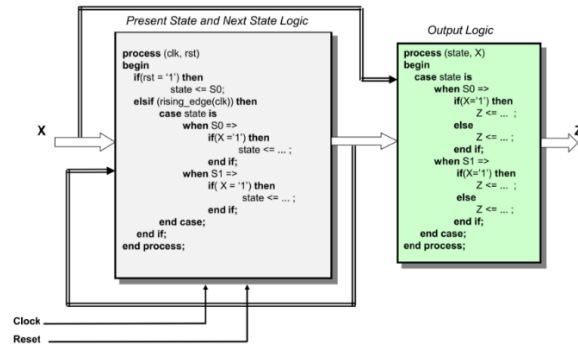 Present State and Next State Logic
process (clk, rst)
begin
if(rst = '1') then
state <= S0;
elsif (rising_edge(clk)) then
case state is
when S0 =>
if(X ='1') then
state <= ... ;
end if;
when S1 =>
if( X = '1') then
state <= ... ;
end if;
end case;
end if;
end process;
Output Logic
process (state, X)
begin
case state is
when S0 =>
if(X='1') then
Z <= ... ;
else
Z <= ... ;
end if;
when S1 =>
if(X='1') then
Z <= ... ;
else
Z <= ... ;
end if;
end case;
end process;
X
Z
Clock
Reset